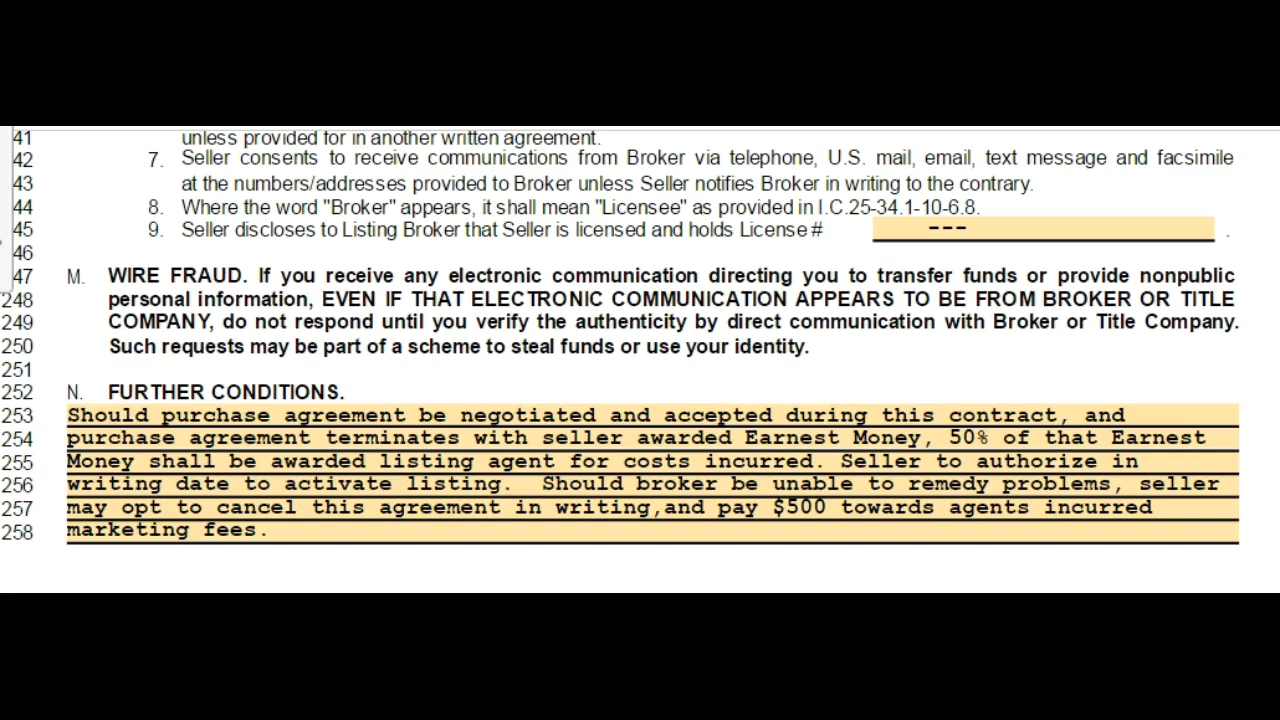 41 unless provided for in another written agreement.
42 7. Seller consents to receive communications from Broker via telephone, U.S. mail, email, text message and facsimile
43 at the numbers/addresses provided to Broker unless Seller notifies Broker in writing to the contrary.
44 8. Where the word "Broker" appears, it shall mean "Licensee" as provided in I.C.25-34.1-10-6.8.
45 9. Seller discloses to Listing Broker that Seller is licensed and holds License # --- .
46
47 M. WIRE FRAUD. If you receive any electronic communication directing you to transfer funds or provide nonpublic
248 personal information, EVEN IF THAT ELECTRONIC COMMUNICATION APPEARS TO BE FROM BROKER OR TITLE
249 COMPANY, do not respond until you verify the authenticity by direct communication with Broker or Title Company.
250 Such requests may be part of a scheme to steal funds or use your identity.
251
252 N. FURTHER CONDITIONS.
253 Should purchase agreement be negotiated and accepted during this contract, and
254 purchase agreement terminates with seller awarded Earnest Money, 50% of that Earnest
255 Money shall be awarded listing agent for costs incurred. Seller to authorize in
256 writing date to activate listing. Should broker be unable to remedy problems, seller
257 may opt to cancel this agreement in writing,and pay $500 towards agents incurred
258 marketing fees.